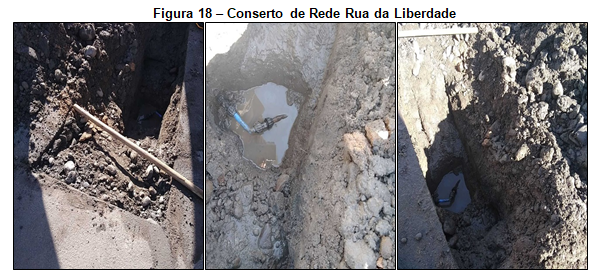 Figura 18 – Conserto de Rede Rua da Liberdade